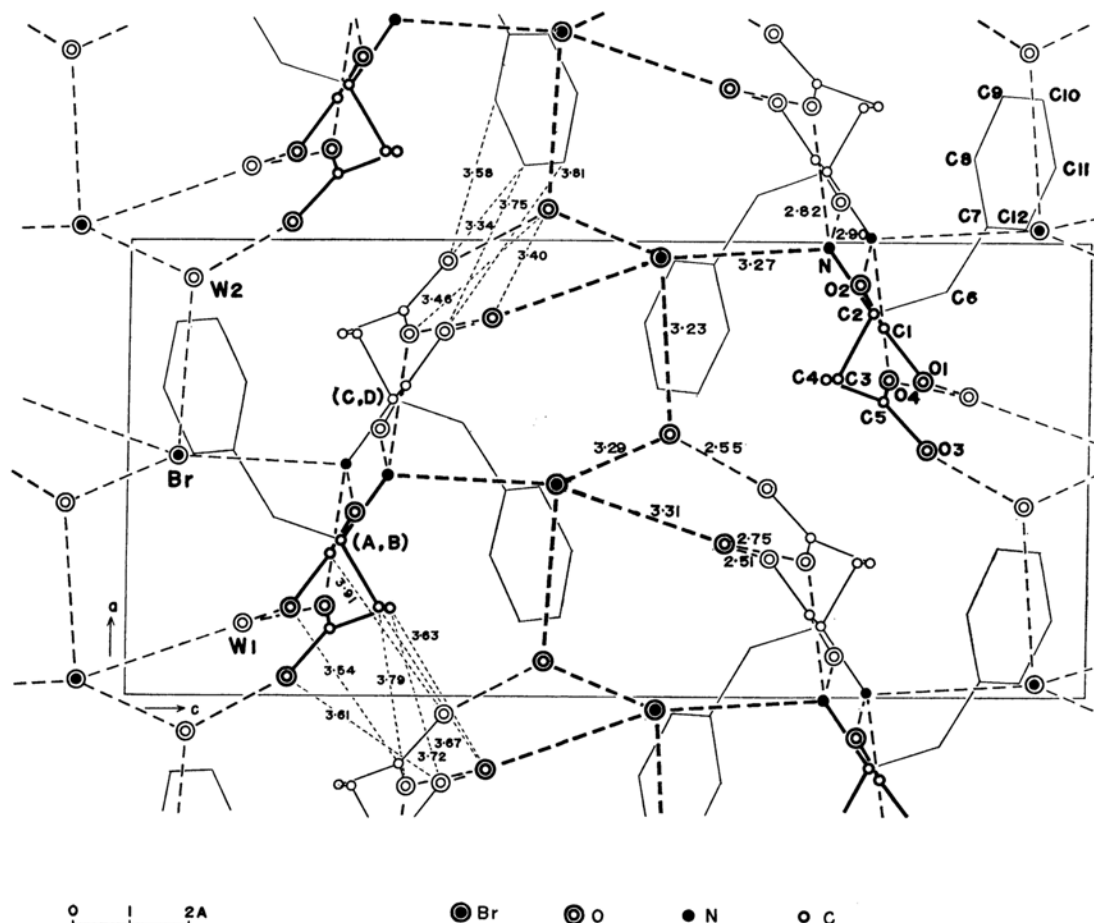 C9
C10
3·58
3·81
C8
C11
3·75
2·82
C7
C12
3·34
2·90
3·40
3·27
N
W2
O2
C6
3·46
C2
3·23
C1
C4
C3
O1
(C,D)
O4
C5
3·29
2·55
O3
Br
3·31
(A,B)
2·75
2·51
3·91
a
W1
3·63
3·54
3·79
c
3·61
3·67
3·72
0 1 2A
Br O N C